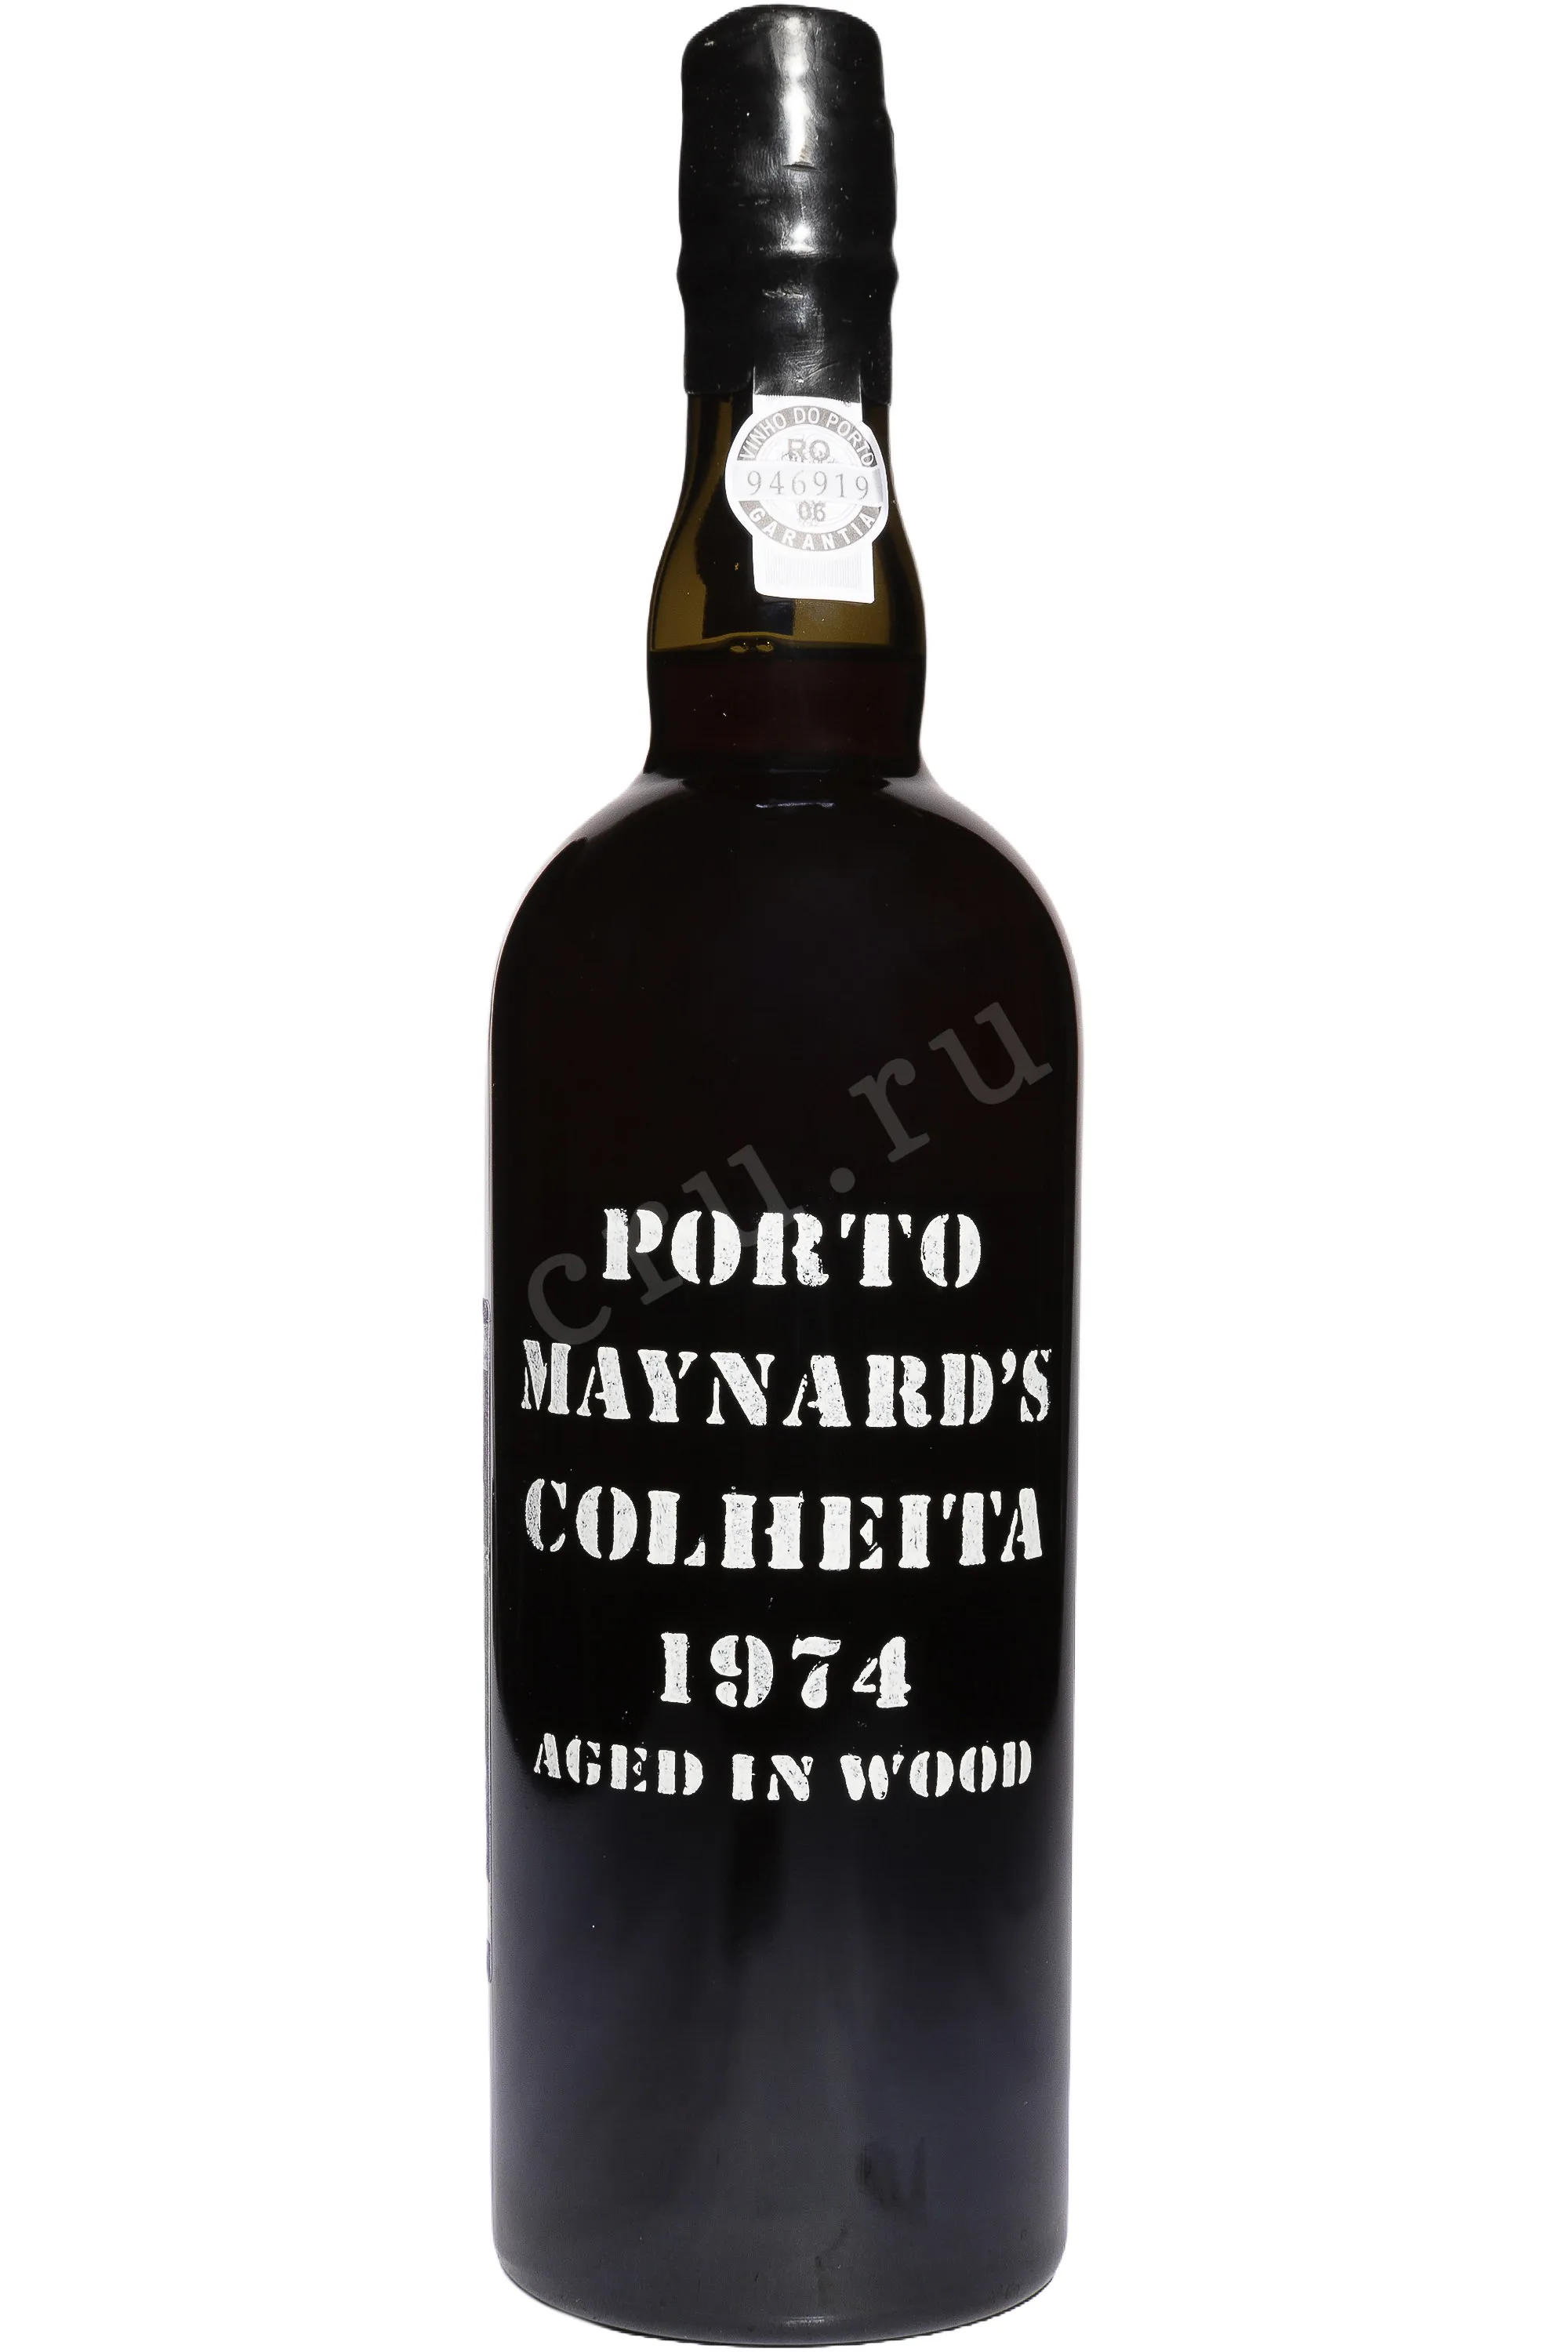 VINHO DO PORTO
RO
946919
06
GARANTIA
cru.ru
PORTO
MAYNARD'S
COLHEITA
1974
AGED IN WOOD